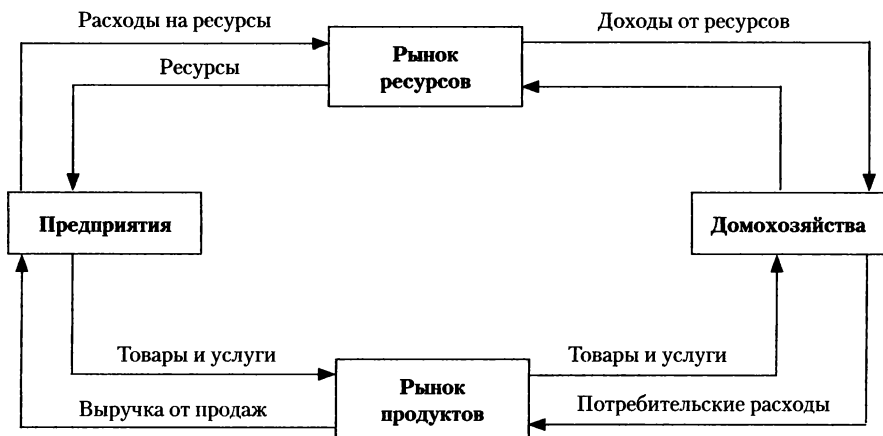 Расходы на ресурсы
Доходы от ресурсов
Рынок
ресурсов
Ресурсы
Предприятия
Домохозяйства
Товары и услуги
Товары и услуги
Рынок
продуктов
Выручка от продаж
Потребительские расходы